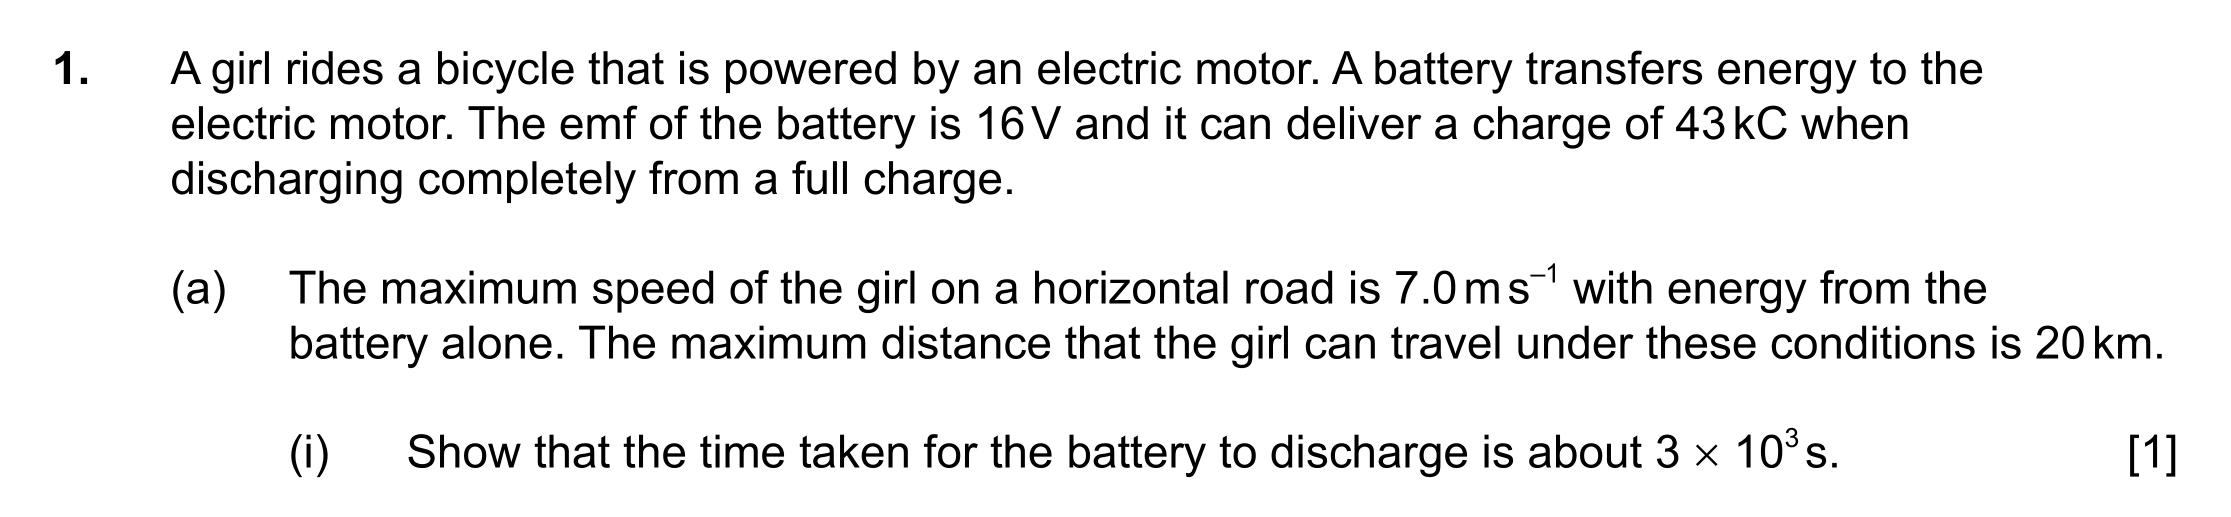 1. A girl rides a bicycle that is powered by an electric motor. A battery transfers energy to the
electric motor. The emf of the battery is 16 V and it can deliver a charge of 43 kC when
discharging completely from a full charge.
(a) The maximum speed of the girl on a horizontal road is 7.0 m s⁻¹ with energy from the
battery alone. The maximum distance that the girl can travel under these conditions is 20 km.
(i) Show that the time taken for the battery to discharge is about 3 × 10³ s. [1]